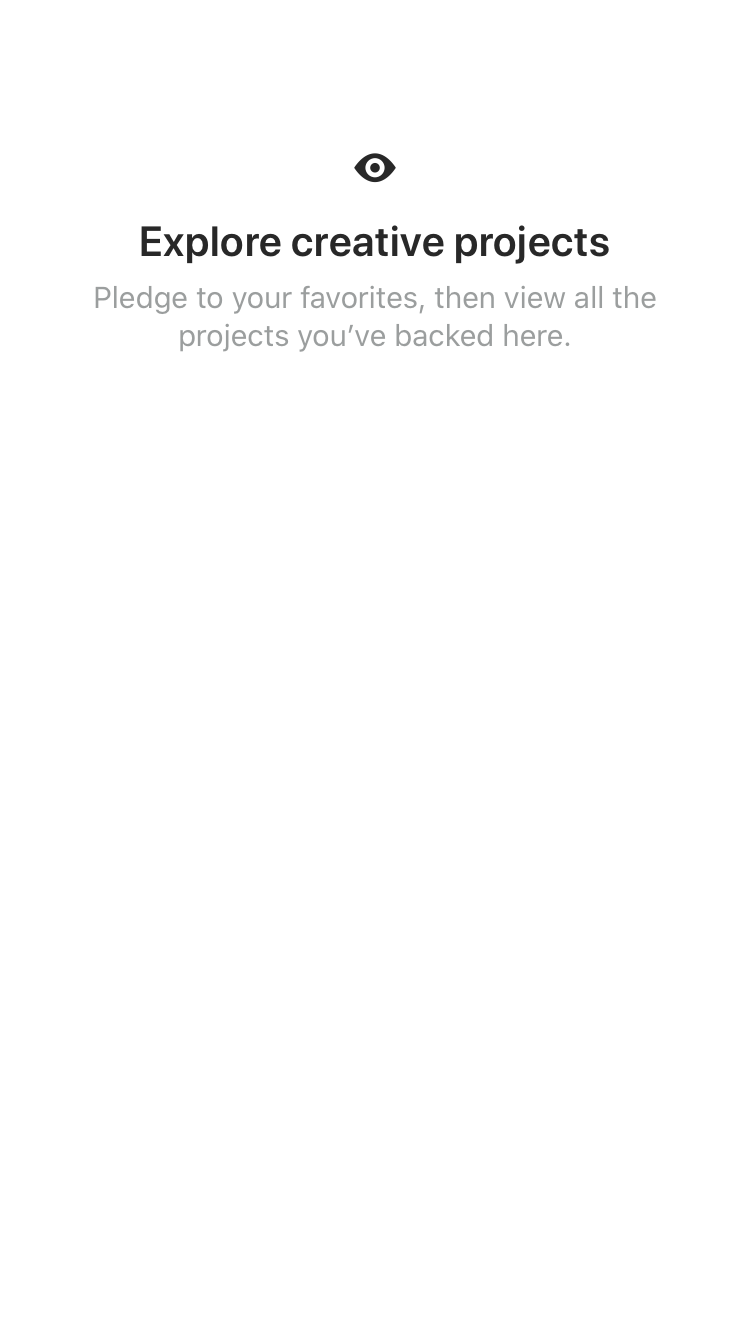 Explore creative projects
Pledge to your favorites, then view all the
projects you’ve backed here.